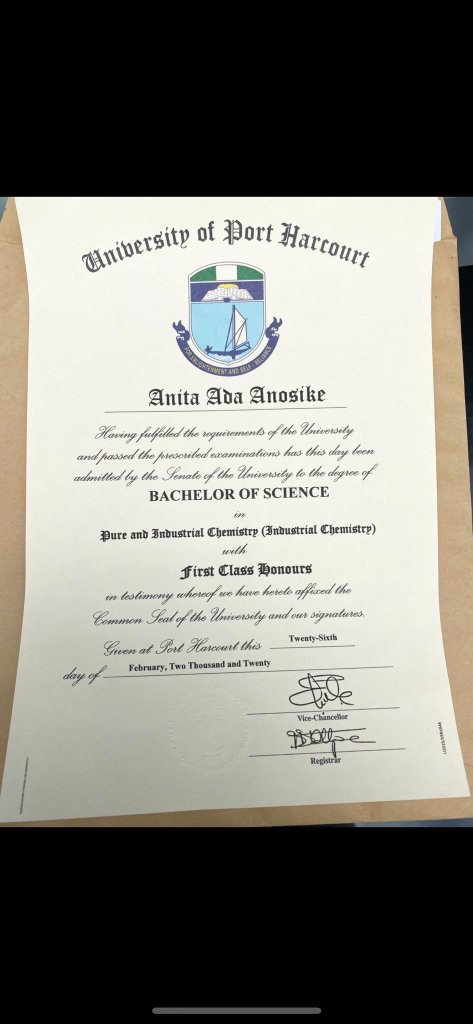 University of Port Harcourt
FOR ENLIGHTENMENT AND SELF - RELIANCE
Anita Ada Anosike
Having fulfilled the requirements of the University
and passed the prescribed examinations has this day been
admitted by the Senate of the University to the degree of
BACHELOR OF SCIENCE
in
Pure and Industrial Chemistry (Industrial Chemistry)
with
First Class Honours
in testimony whereof we have hereto affixed the
Common Seal of the University and our signatures.
Given at Port Harcourt this Twenty-Sixth
day of February, Two Thousand and Twenty
Vice-Chancellor
Registrar